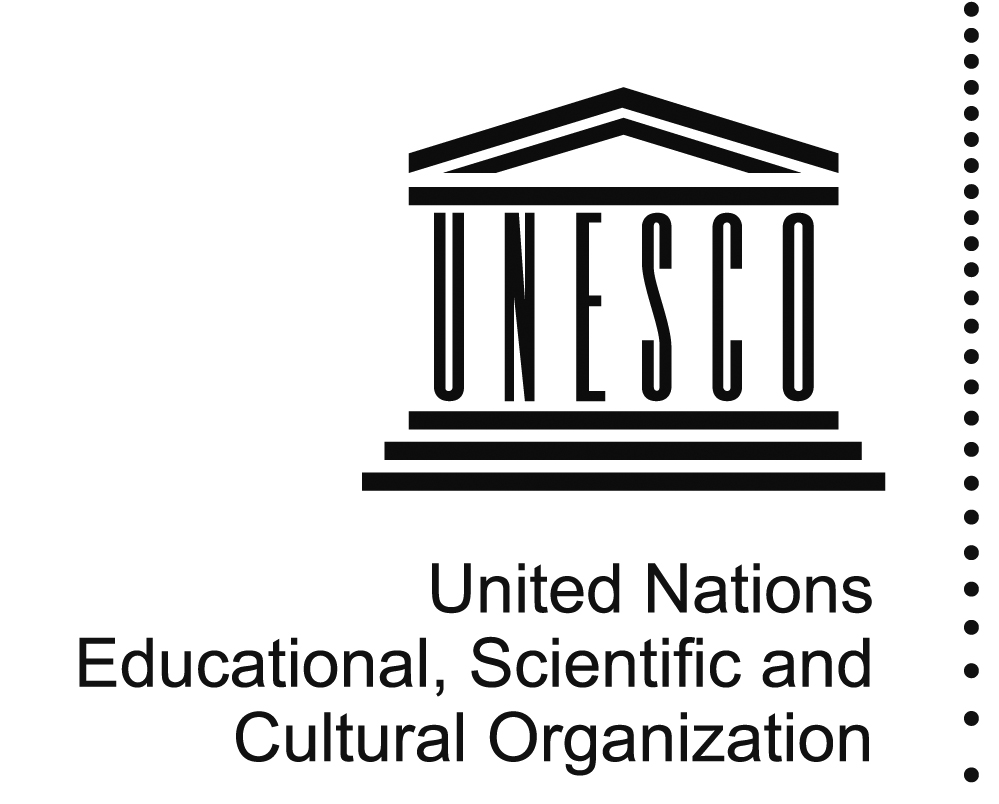 UNESCO
United Nations
Educational, Scientific and
Cultural Organization